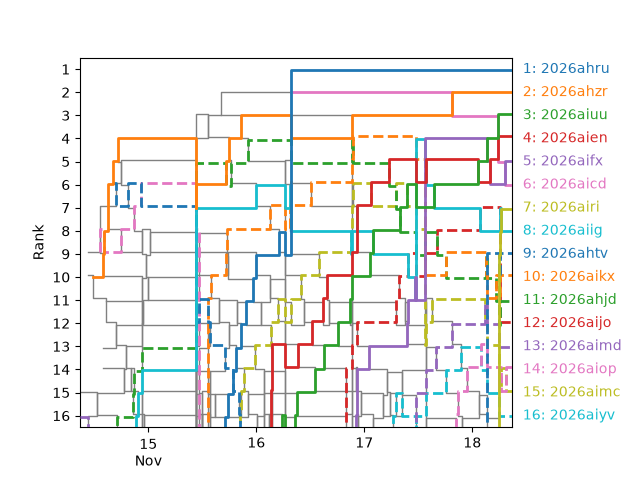 1
2
3
4
5
6
7
8
9
10
11
12
13
14
15
16
Rank
15
16
17
18
Nov
1: 2026ahru
2: 2026ahzr
3: 2026aiuu
4: 2026aien
5: 2026aifx
6: 2026aicd
7: 2026airi
8: 2026aiig
9: 2026ahtv
10: 2026aikx
11: 2026ahjd
12: 2026aijo
13: 2026aimd
14: 2026aiop
15: 2026aimc
16: 2026aiyv